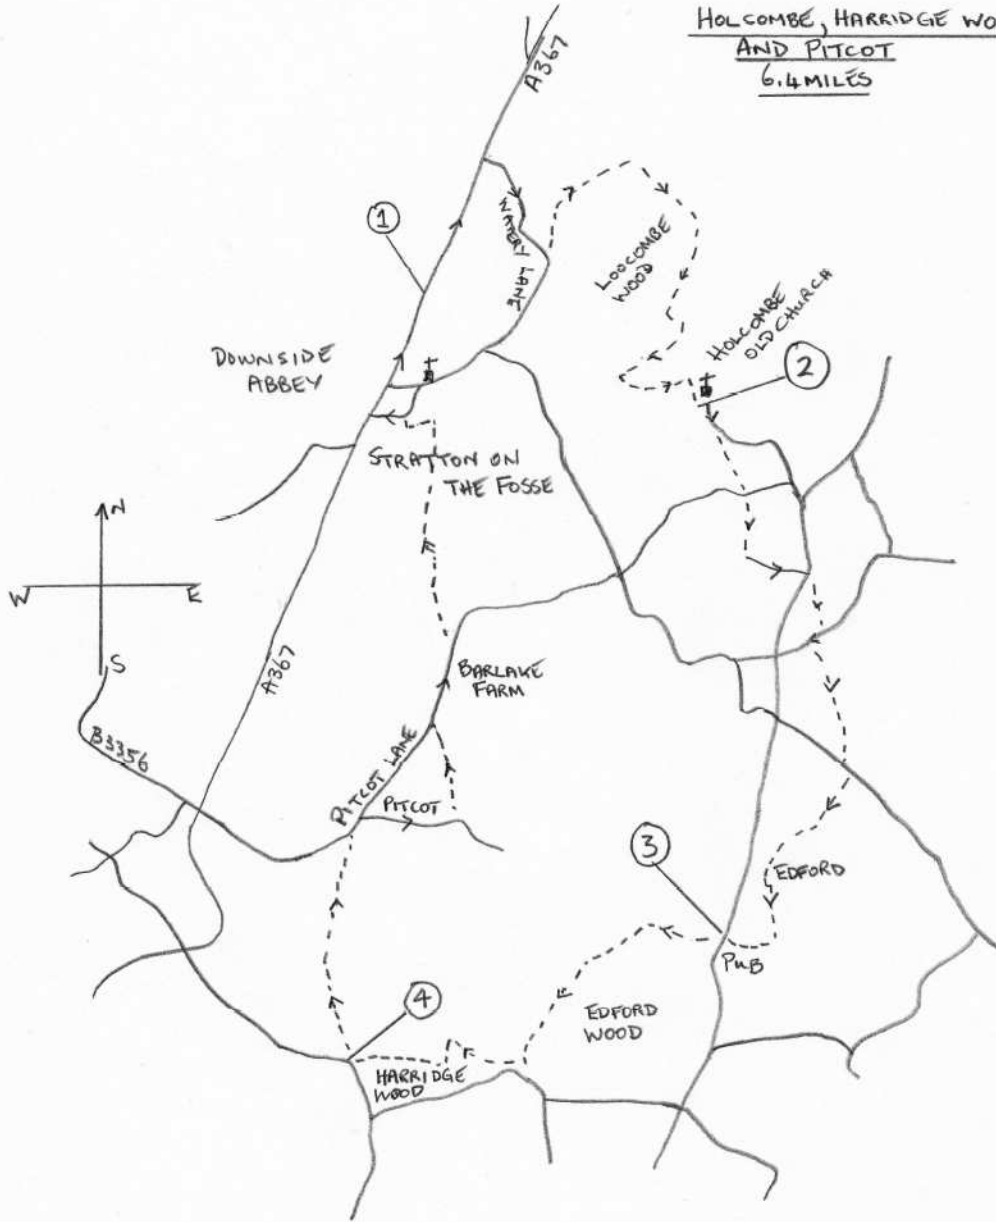 HOLCOMBE, HARRIDGE WO
AND PITCOT
6.4 MILES
A367
1
WATERY LANE
LOOCOMBE
WOOD
HOLCOMBE
OLD CHURCH
2
DOWNSIDE
ABBEY
STRATTON ON
THE FOSSE
N
W
E
S
A367
B3356
BARLAKE
FARM
PITCOT LANE
PITCOT
3
EDFORD
PUB
4
EDFORD
WOOD
HARRIDGE
WOOD